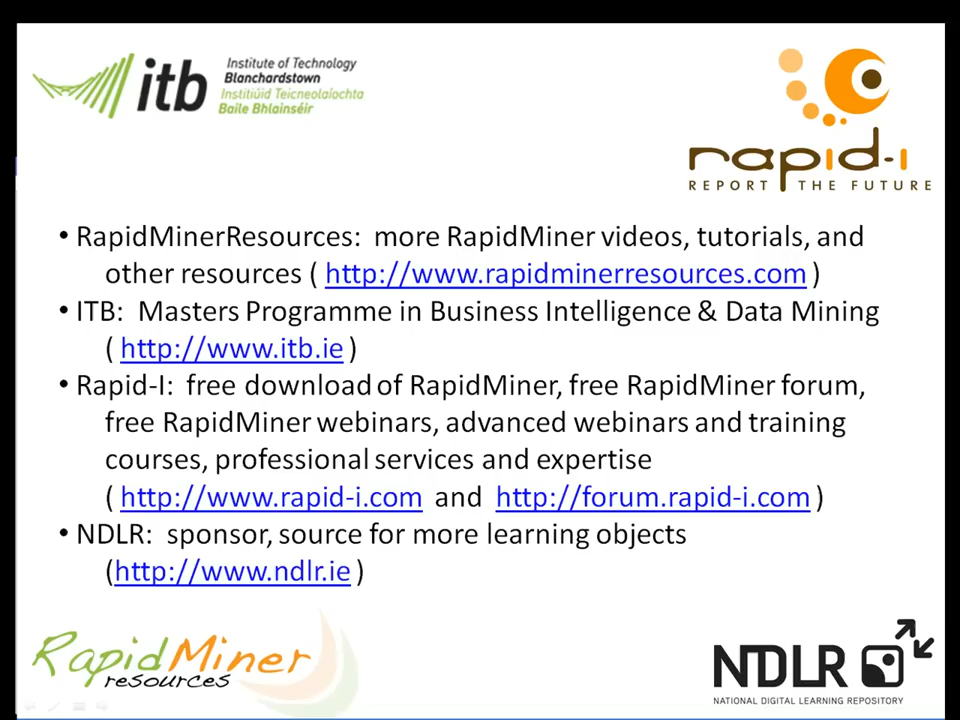 itb
Institute of Technology
Blanchardstown
Institiúid Teicneolaíochta
Baile Bhlainséir
rapid-i
REPORT THE FUTURE
• RapidMinerResources: more RapidMiner videos, tutorials, and
other resources ( http://www.rapidminerresources.com )
• ITB: Masters Programme in Business Intelligence & Data Mining
( http://www.itb.ie )
• Rapid-I: free download of RapidMiner, free RapidMiner forum,
free RapidMiner webinars, advanced webinars and training
courses, professional services and expertise
( http://www.rapid-i.com and http://forum.rapid-i.com )
• NDLR: sponsor, source for more learning objects
(http://www.ndlr.ie )
RapidMiner
resources
NDLR
NATIONAL DIGITAL LEARNING REPOSITORY